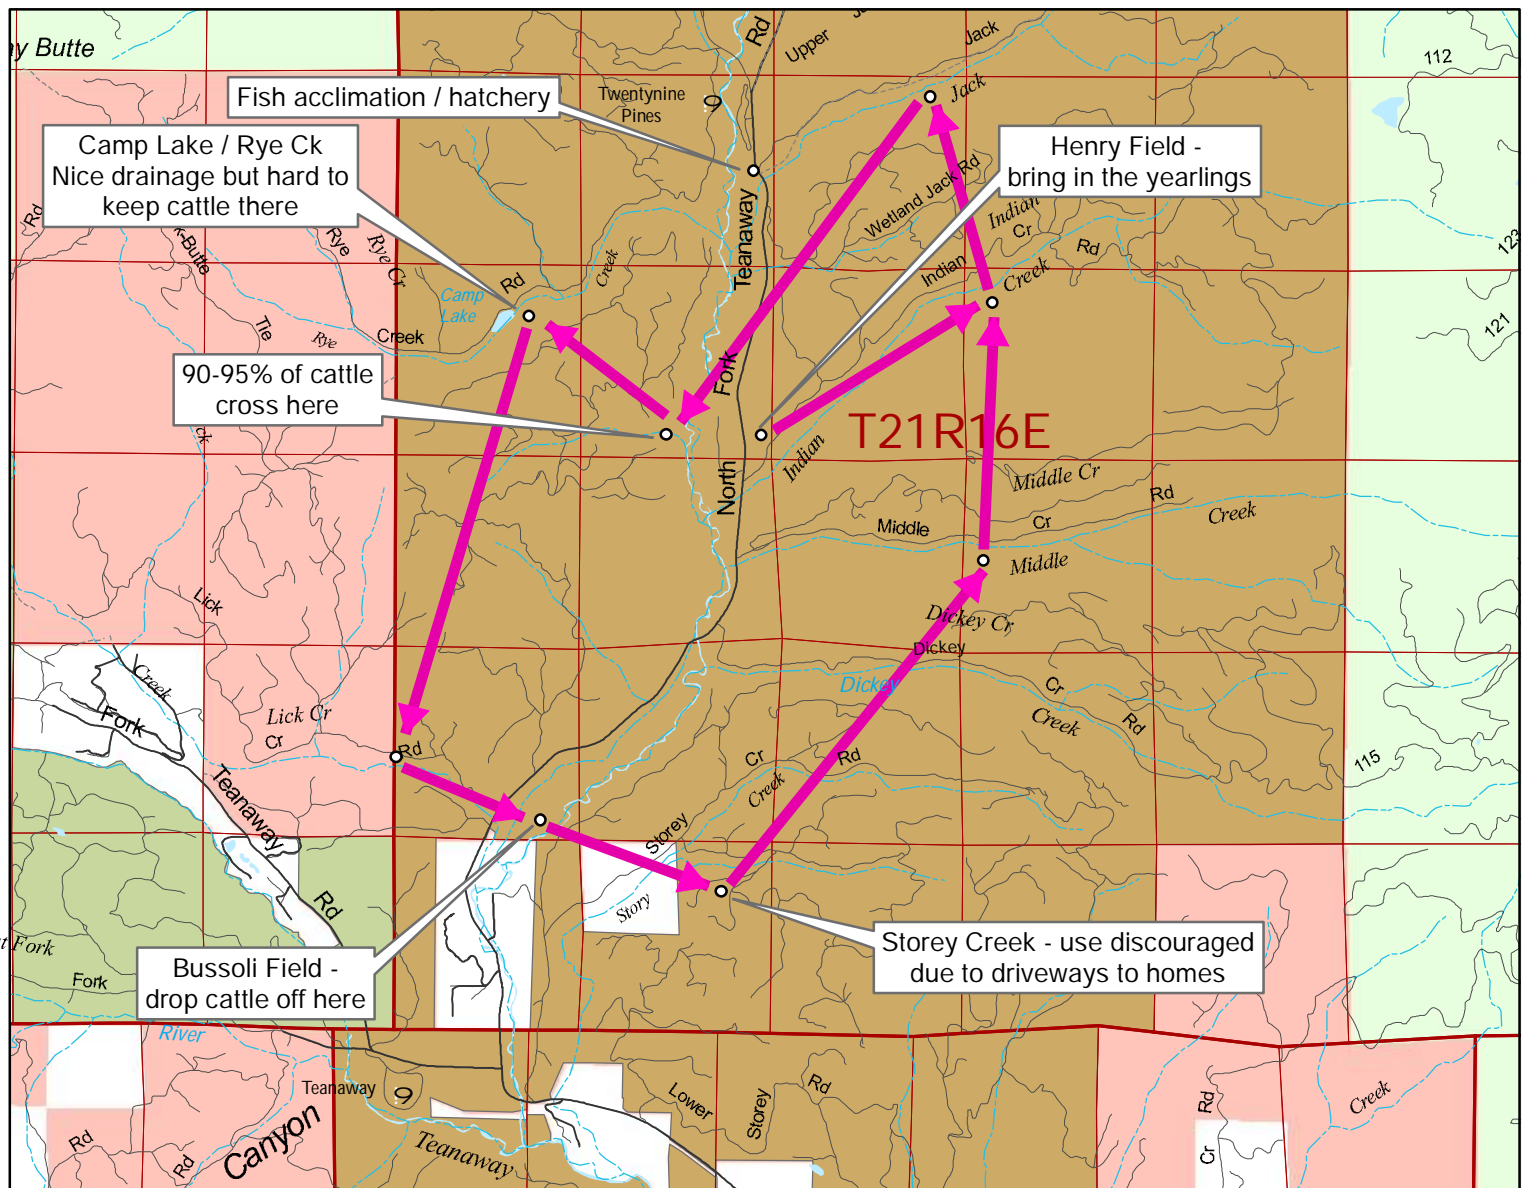 ay Butte
Rd
Upper
Jack
112
Fish acclimation / hatchery
Twentynine
Pines
9
Jack
Camp Lake / Rye Ck
Nice drainage but hard to
keep cattle there
Henry Field -
bring in the yearlings
Wetland Jack Rd
Teanaway
Indian
Cr
Rd
Rd
k-Butte
Rye
Rye Cr
Creek
Rd
Indian
Creek
123
Camp
Lake
Tie
Rye
Creek
121
Fork
90-95% of cattle
cross here
T21R16E
ck
Indian
North
Middle Cr
Rd
Middle
Cr
Creek
Middle
Lick
Dickey Cr
Dickey
Creek
Dickey
Cr
Creek
Rd
Fork
Lick Cr
Cr
Rd
Cr
Rd
Creek
115
Teanaway
Storey
Rd
Story
t Fork
Fork
Bussoli Field -
drop cattle off here
Storey Creek - use discouraged
due to driveways to homes
River
Teanaway
9
Lower
Storey
Rd
Rd
Cr
Creek
Rd
Rd
Canyon
Teanaway